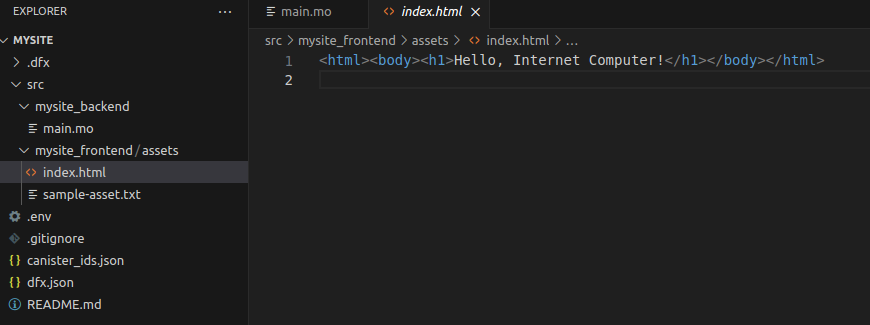 EXPLORER ...
MYSITE
> .dfx
src
mysite_backend
main.mo
mysite_frontend/assets
index.html
sample-asset.txt
.env
.gitignore
{} canister_ids.json
{} dfx.json
README.md
main.mo <> index.html ×
src > mysite_frontend > assets > <> index.html > ...
1 <html><body><h1>Hello, Internet Computer!</h1></body></html>
2